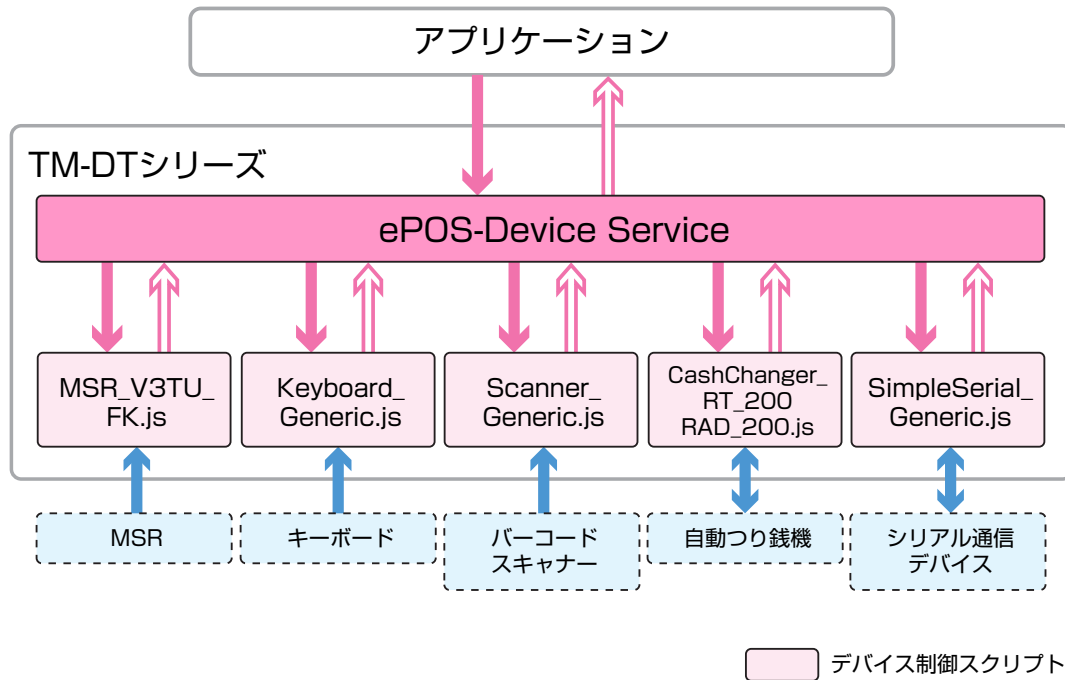 アプリケーション
TM-DTシリーズ
ePOS-Device Service
MSR_V3TU_
FK.js
Keyboard_
Generic.js
Scanner_
Generic.js
CashChanger_
RT_200
RAD_200.js
SimpleSerial_
Generic.js
MSR
キーボード
バーコード
スキャナー
自動つり銭機
シリアル通信
デバイス
デバイス制御スクリプト